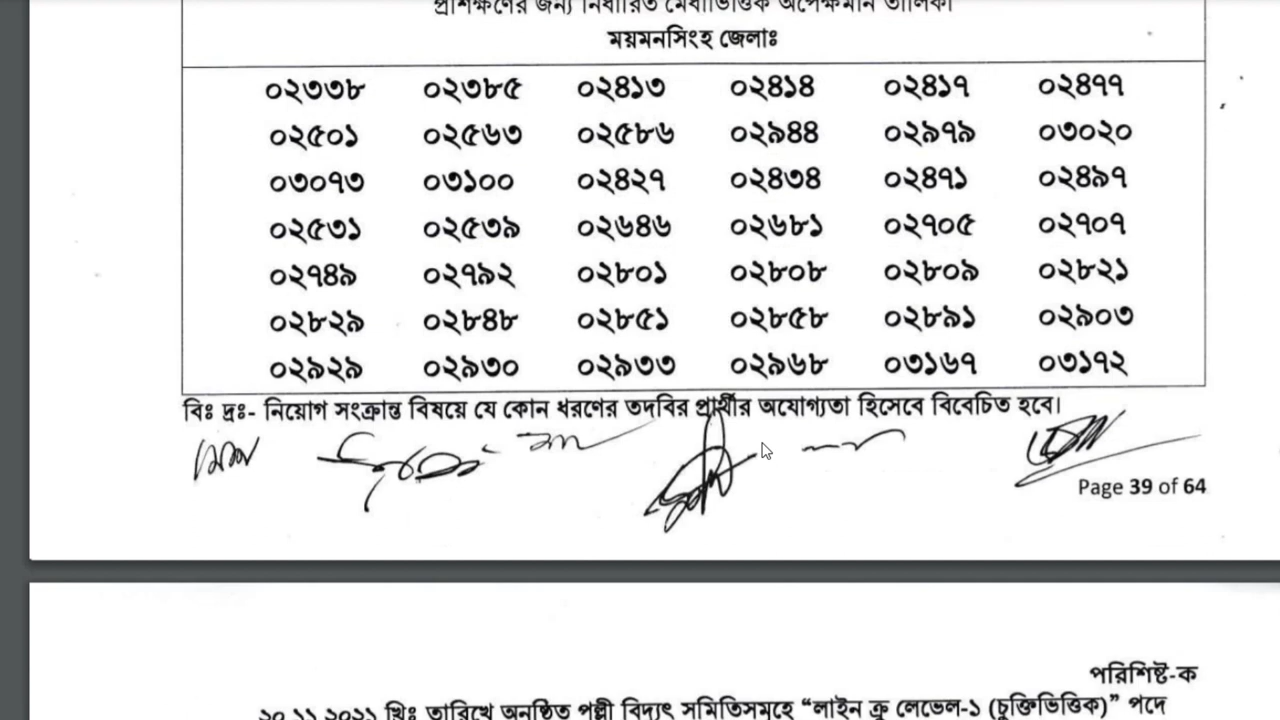 প্রশিক্ষণের জন্য নির্ধারিত মেধাভিত্তিক অপেক্ষমান তালিকা
ময়মনসিংহ জেলাঃ
০২৩৩৮ ০২৩৮৫ ০২৪১৩ ০২৪১৪ ০২৪১৭ ০২৪৭৭
০২৫০১ ০২৫৬৩ ০২৫৮৬ ০২৯৪৪ ০২৯৭৯ ০৩০২০
০৩০৭৩ ০৩১০০ ০২৪২৭ ০২৪৩৪ ০২৪৭১ ০২৪৯৭
০২৫৩১ ০২৫৩৯ ০২৬৪৬ ০২৬৮১ ০২৭০৫ ০২৭০৭
০২৭৪৯ ০২৭৯২ ০২৮০১ ০২৮০৮ ০২৮০৯ ০২৮২১
০২৮২৯ ০২৮৪৮ ০২৮৫১ ০২৮৫৮ ০২৮৯১ ০২৯০৩
০২৯২৯ ০২৯৩০ ০২৯৩৩ ০২৯৬৮ ০৩১৬৭ ০৩১৭২
বিঃ দ্রঃ- নিয়োগ সংক্রান্ত বিষয়ে যে কোন ধরণের তদবির প্রার্থীর অযোগ্যতা হিসেবে বিবেচিত হবে।
Page 39 of 64
পরিশিষ্ট-ক
২০.১১.২০২১ খ্রিঃ তারিখে অনুষ্ঠিত পল্লী বিদ্যুৎ সমিতিসমূহে “লাইন ক্রু লেভেল-১ (চুক্তিভিত্তিক)” পদে